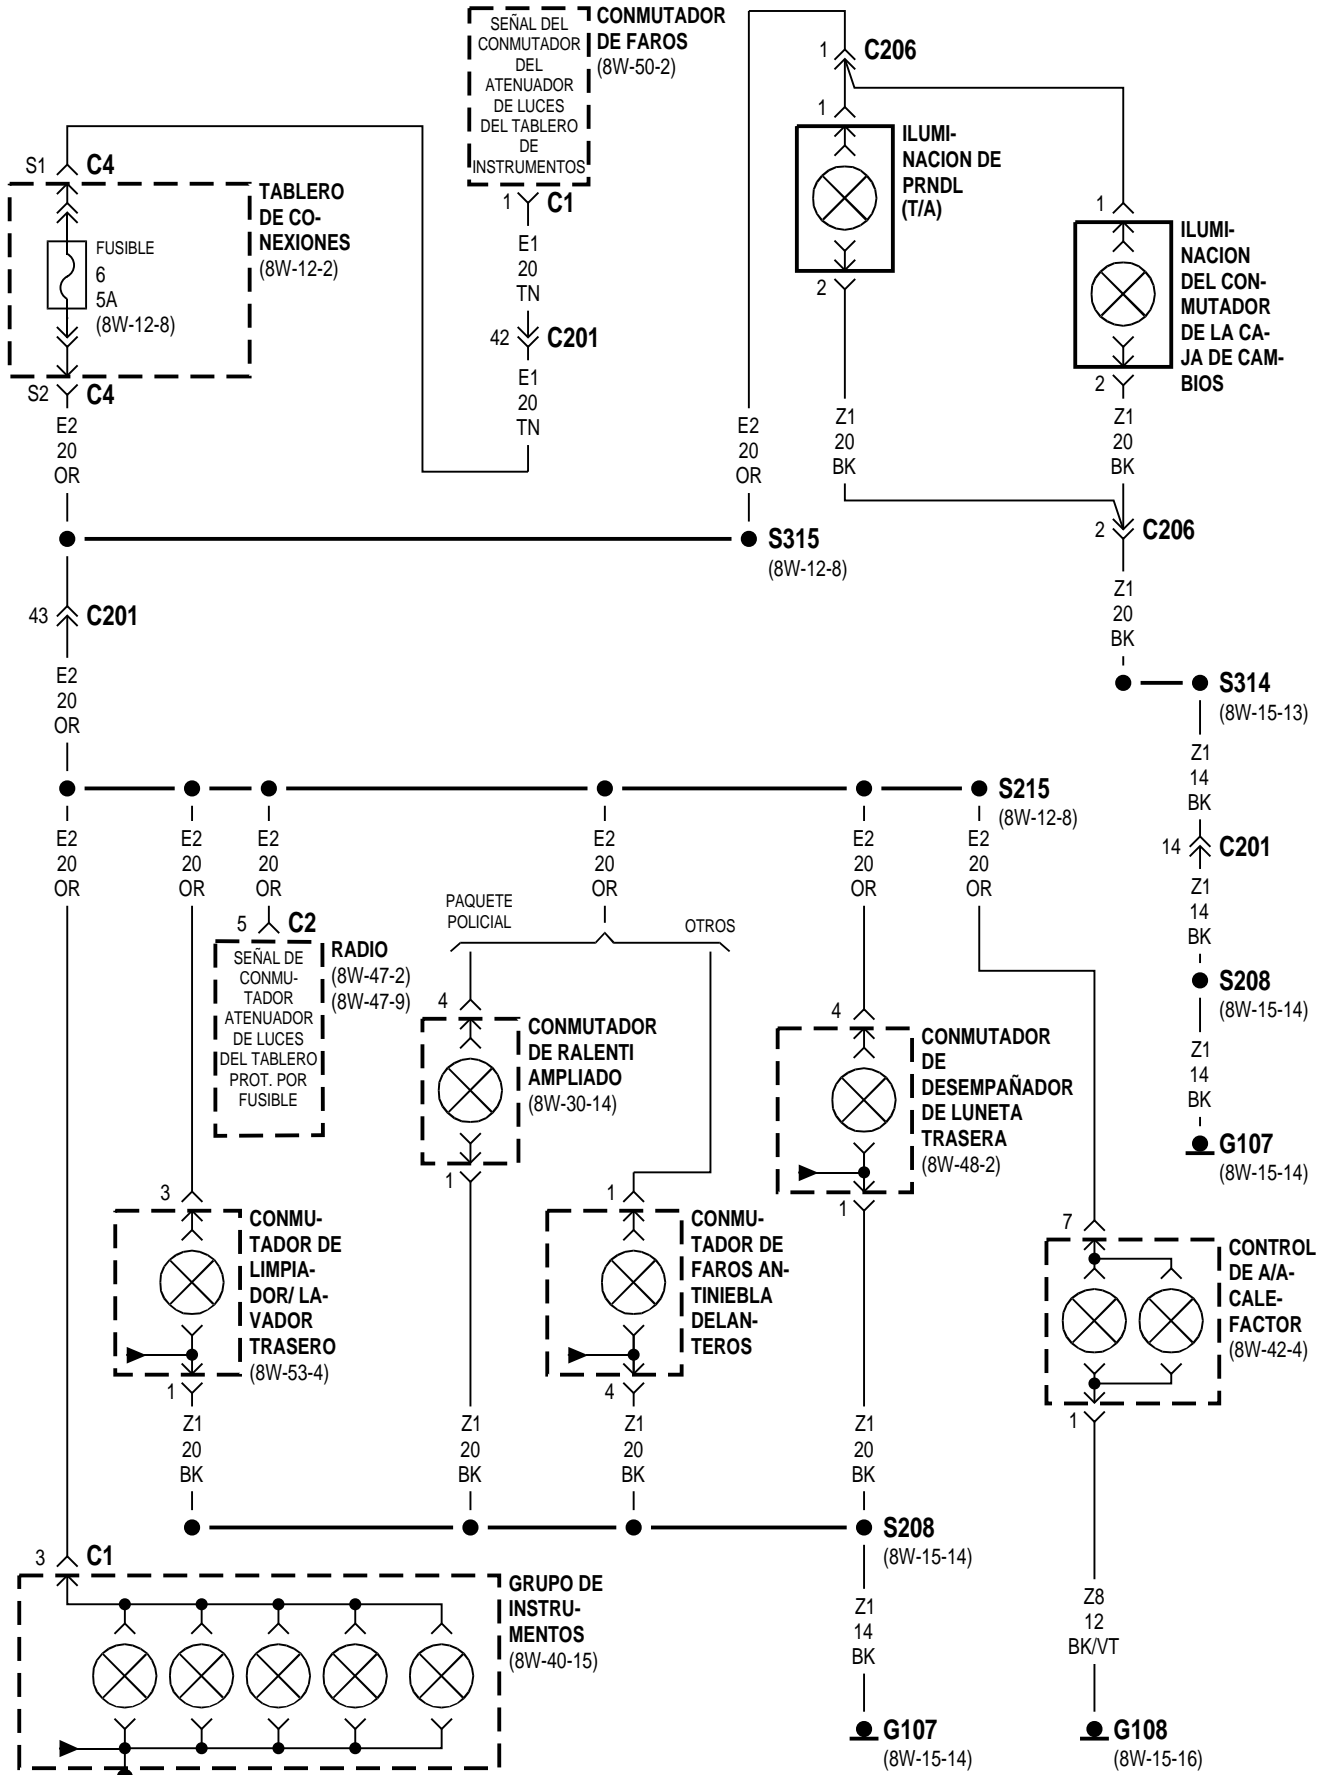 SEÑAL DEL
CONMUTADOR
DEL
ATENUADOR
DE LUCES
DEL TABLERO
DE
INSTRUMENTOS
CONMUTADOR
DE FAROS
(8W-50-2)
1 C1
E1
20
TN
42 C201
E1
20
TN
S1 C4
TABLERO
DE CO-
NEXIONES
(8W-12-2)
FUSIBLE
6
5A
(8W-12-8)
S2 C4
E2
20
OR
1 C206
1
ILUMI-
NACION DE
PRNDL
(T/A)
2
1
ILUMI-
NACION
DEL CON-
MUTADOR
DE LA CA-
JA DE CAM-
BIOS
2
E2
20
OR
Z1
20
BK
Z1
20
BK
2 C206
S315
(8W-12-8)
Z1
20
BK
43 C201
E2
20
OR
S314
(8W-15-13)
Z1
14
BK
14 C201
Z1
14
BK
S208
(8W-15-14)
Z1
14
BK
G107
(8W-15-14)
S215
(8W-12-8)
E2
20
OR
E2
20
OR
E2
20
OR
E2
20
OR
E2
20
OR
E2
20
OR
5 C2
SEÑAL DE
CONMU-
TADOR
ATENUADOR
DE LUCES
DEL TABLERO
PROT. POR
FUSIBLE
RADIO
(8W-47-2)
(8W-47-9)
PAQUETE
POLICIAL
OTROS
4
CONMUTADOR
DE RALENTI
AMPLIADO
(8W-30-14)
1
4
CONMUTADOR
DE
DESEMPAÑADOR
DE LUNETA
TRASERA
(8W-48-2)
1
3
CONMU-
TADOR DE
LIMPIA-
DOR/ LA-
VADOR
TRASERO
(8W-53-4)
1
1
CONMU-
TADOR DE
FAROS AN-
TINIEBLA
DELAN-
TEROS
4
7
CONTROL
DE A/A-
CALE-
FACTOR
(8W-42-4)
1
Z1
20
BK
Z1
20
BK
Z1
20
BK
Z1
20
BK
S208
(8W-15-14)
3 C1
GRUPO DE
INSTRU-
MENTOS
(8W-40-15)
Z1
14
BK
G107
(8W-15-14)
Z8
12
BK/VT
G108
(8W-15-16)